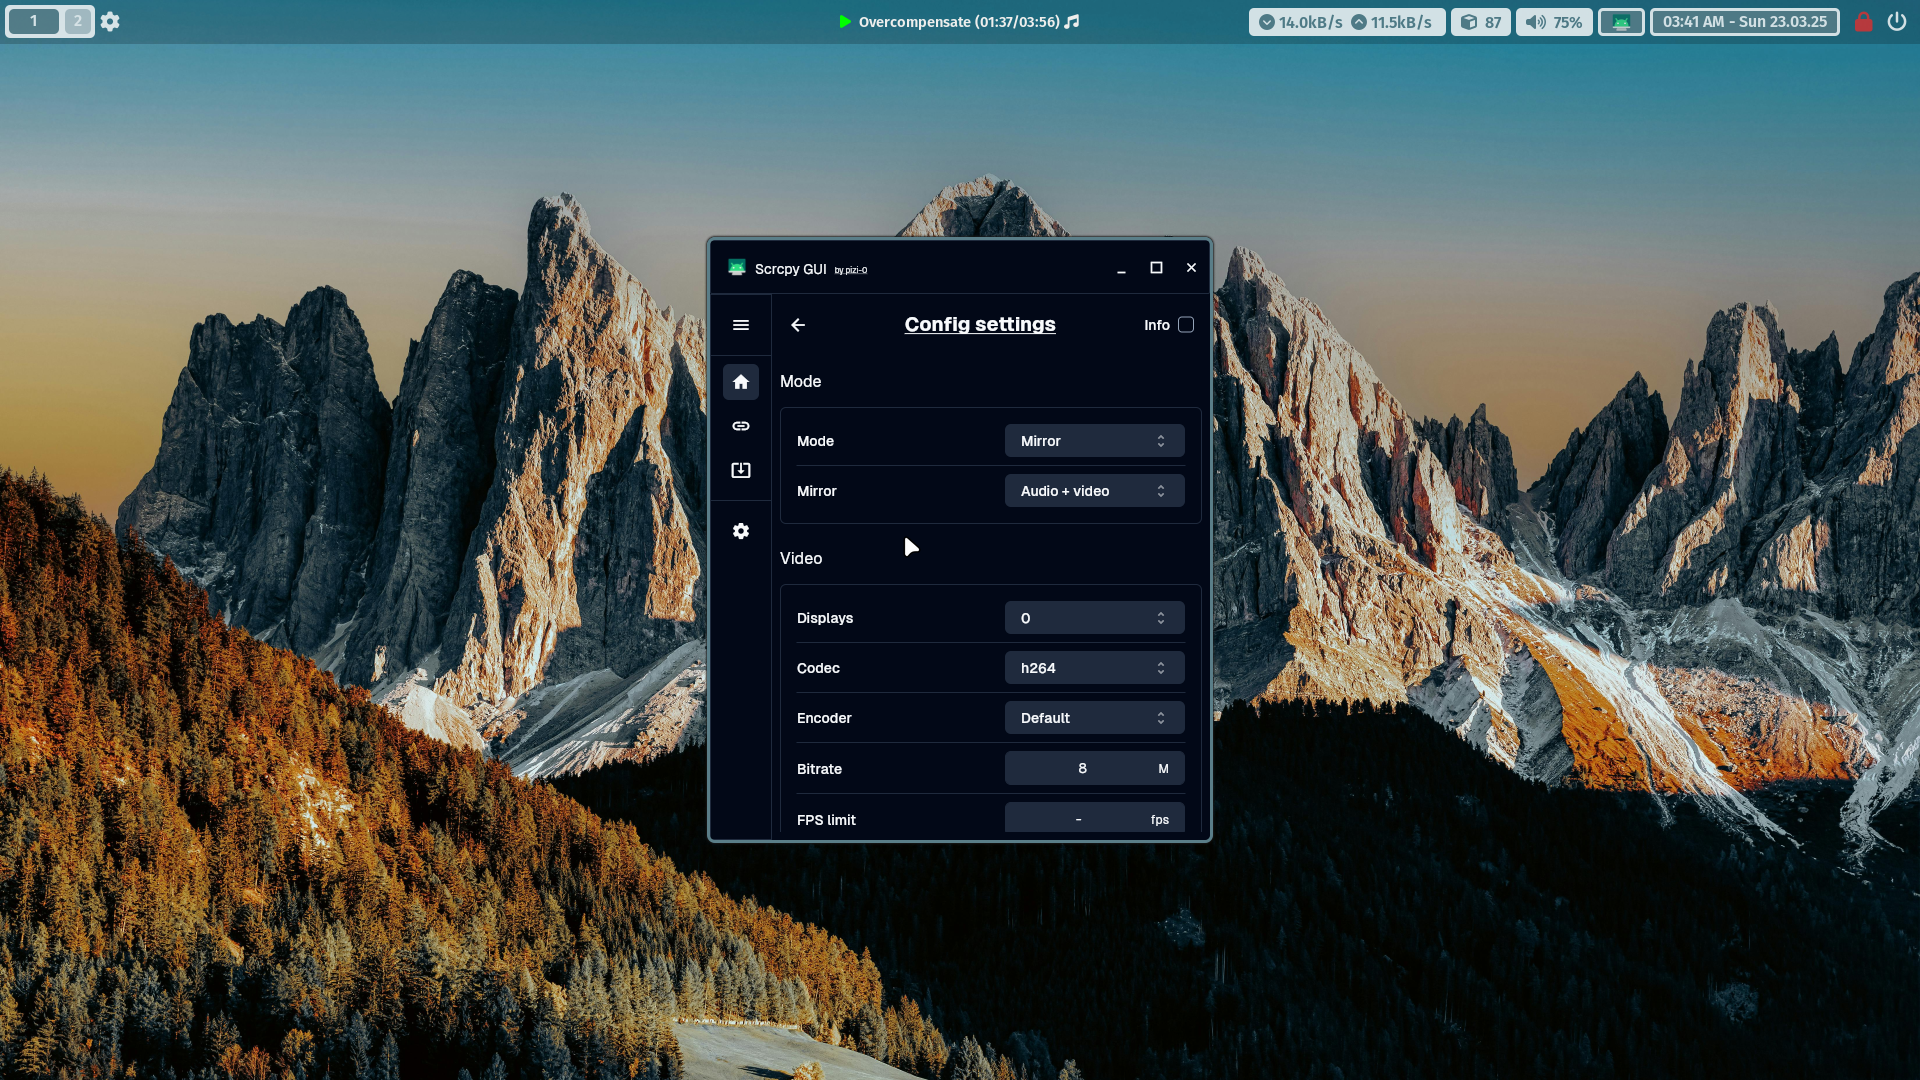 1 2
Overcompensate (01:37/03:56)
14.0kB/s 11.5kB/s 87 75% 03:41 AM - Sun 23.03.25
Scrcpy GUI by pizi-0
Config settings Info
Mode
Mode Mirror
Mirror Audio + video
Video
Displays 0
Codec h264
Encoder Default
Bitrate 8 M
FPS limit - fps